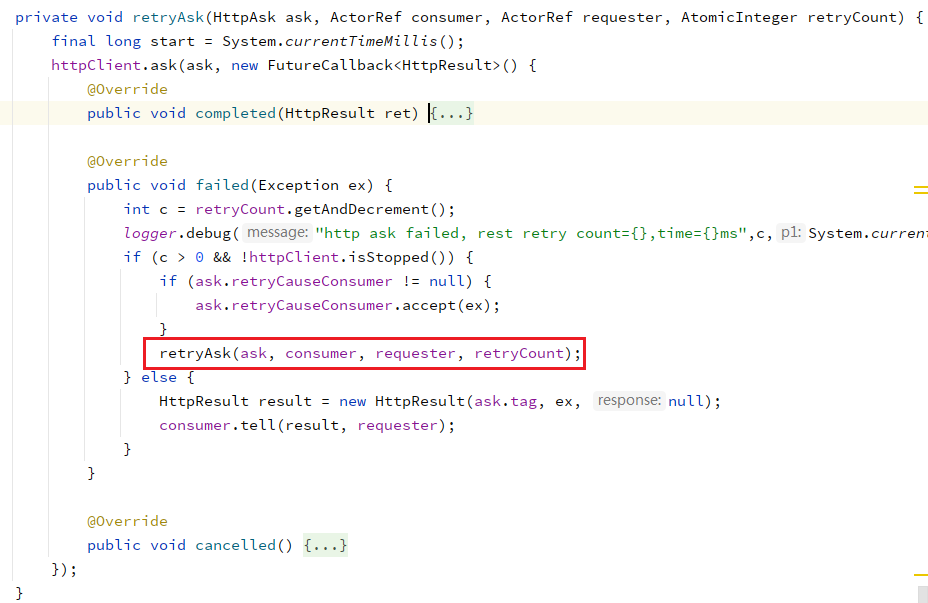 private void retryAsk(HttpAsk ask, ActorRef consumer, ActorRef requester, AtomicInteger retryCount) {
final long start = System.currentTimeMillis();
httpClient.ask(ask, new FutureCallback<HttpResult>() {
@Override
public void completed(HttpResult ret) {...}
@Override
public void failed(Exception ex) {
int c = retryCount.getAndDecrement();
logger.debug( message: "http ask failed, rest retry count={},time={}ms",c, p1: System.curren
if (c > 0 && !httpClient.isStopped()) {
if (ask.retryCauseConsumer != null) {
ask.retryCauseConsumer.accept(ex);
}
retryAsk(ask, consumer, requester, retryCount);
} else {
HttpResult result = new HttpResult(ask.tag, ex, response: null);
consumer.tell(result, requester);
}
}
@Override
public void cancelled() {...}
});
}